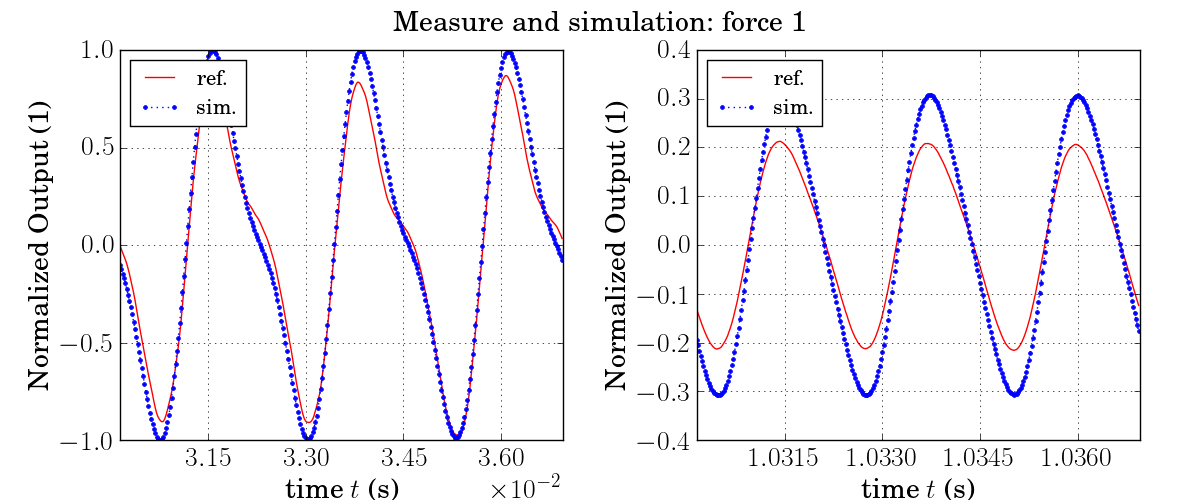 Measure and simulation: force 1
Normalized Output (1)
1.0
0.5
0.0
−0.5
−1.0
ref.
sim.
3.15 3.30 3.45 3.60
time t (s)
×10⁻²
Normalized Output (1)
0.4
0.3
0.2
0.1
0.0
−0.1
−0.2
−0.3
−0.4
ref.
sim.
1.0315 1.0330 1.0345 1.0360
time t (s)